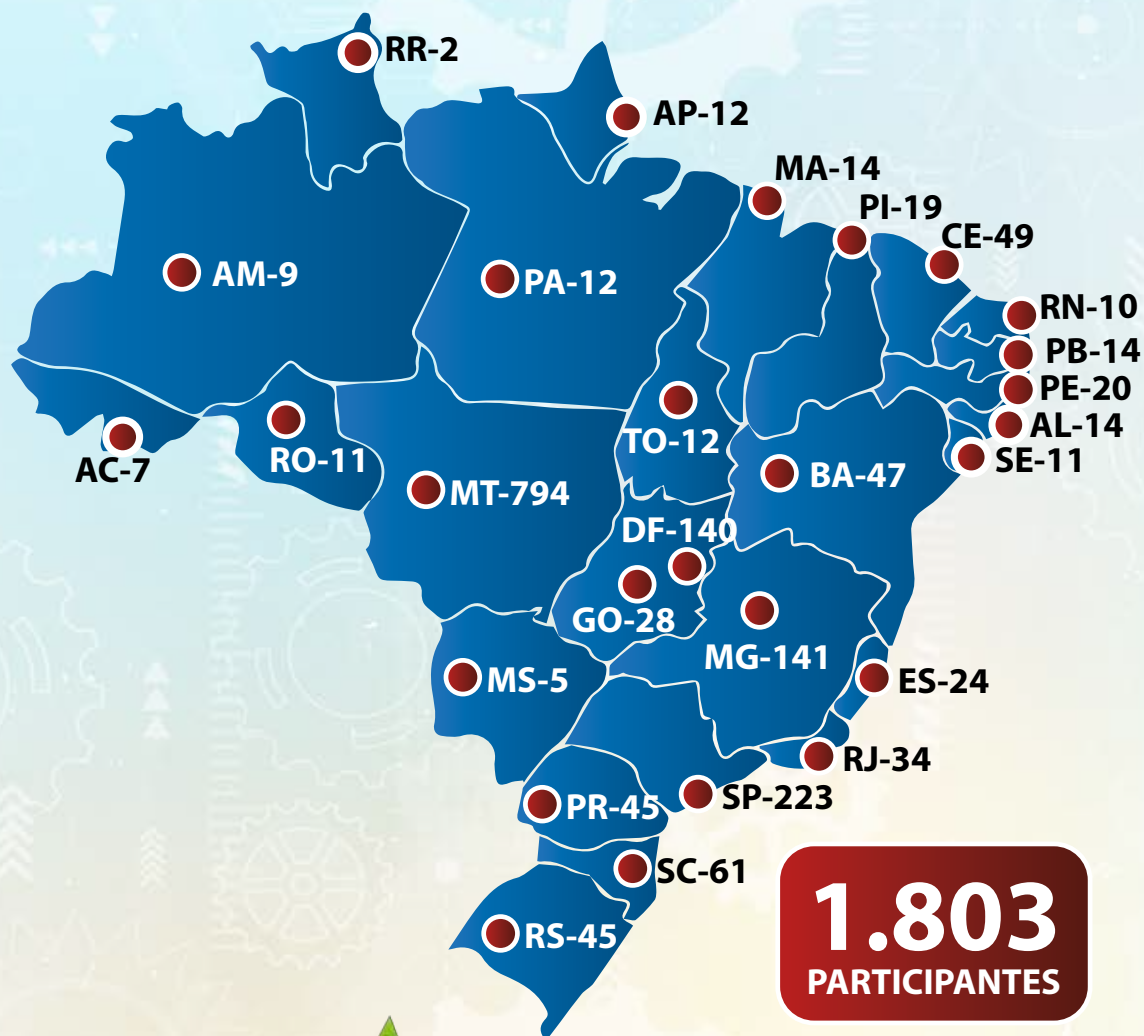 RR-2
AP-12
MA-14
PI-19
CE-49
AM-9
PA-12
RN-10
PB-14
PE-20
AL-14
SE-11
TO-12
RO-11
AC-7
BA-47
MT-794
DF-140
GO-28
MG-141
MS-5
ES-24
RJ-34
SP-223
PR-45
SC-61
RS-45
1.803
PARTICIPANTES